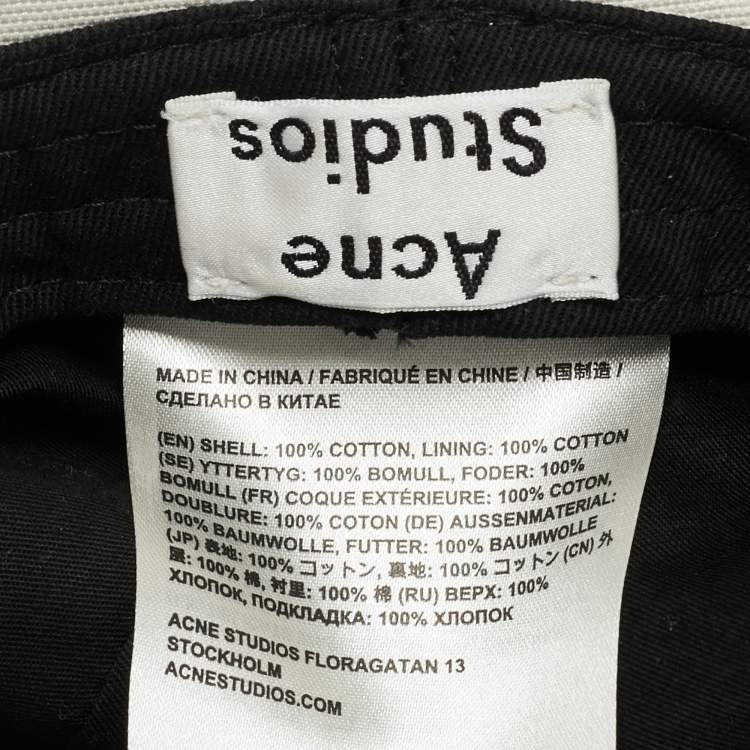 Acne
Studios
MADE IN CHINA / FABRIQUÉ EN CHINE / 中国制造 /
СДЕЛАНО В КИТАЕ
(EN) SHELL: 100% COTTON, LINING: 100% COTTON
(SE) YTTERTYG: 100% BOMULL, FODER: 100%
BOMULL (FR) COQUE EXTÉRIEURE: 100% COTON,
DOUBLURE: 100% COTON (DE) AUSSENMATERIAL:
100% BAUMWOLLE, FUTTER: 100% BAUMWOLLE
(JP) 表地: 100% コットン, 裏地: 100% コットン (CN) 外
层: 100% 棉, 衬里: 100% 棉 (RU) ВЕРХ: 100%
ХЛОПОК, ПОДКЛАДКА: 100% ХЛОПОК
ACNE STUDIOS FLORAGATAN 13
STOCKHOLM
ACNESTUDIOS.COM